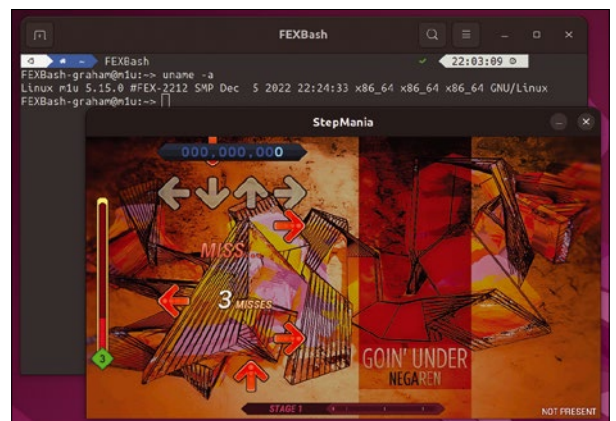 FEXBash
FEXBash
22:03:09
FEXBash-graham@m1u:~> uname -a
Linux m1u 5.15.0 #FEX-2212 SMP Dec  5 2022 22:24:33 x86_64 x86_64 x86_64 GNU/Linux
FEXBash-graham@m1u:~>
StepMania
000,000,000
MISS
3 MISSES
GOIN' UNDER
NEGAREN
3
STAGE 1
NOT PRESENT